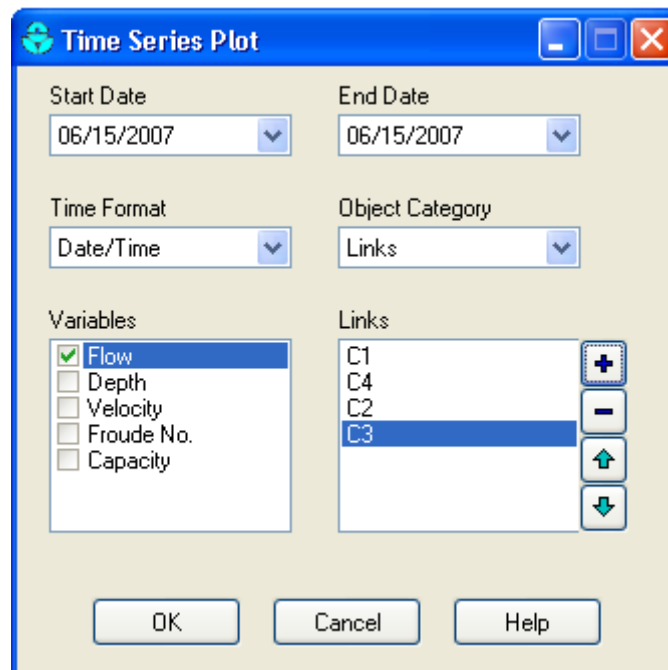 Time Series Plot
Start Date
End Date
06/15/2007
06/15/2007
Time Format
Object Category
Date/Time
Links
Variables
Links
Flow
Depth
Velocity
Froude No.
Capacity
C1
C4
C2
C3
OK
Cancel
Help